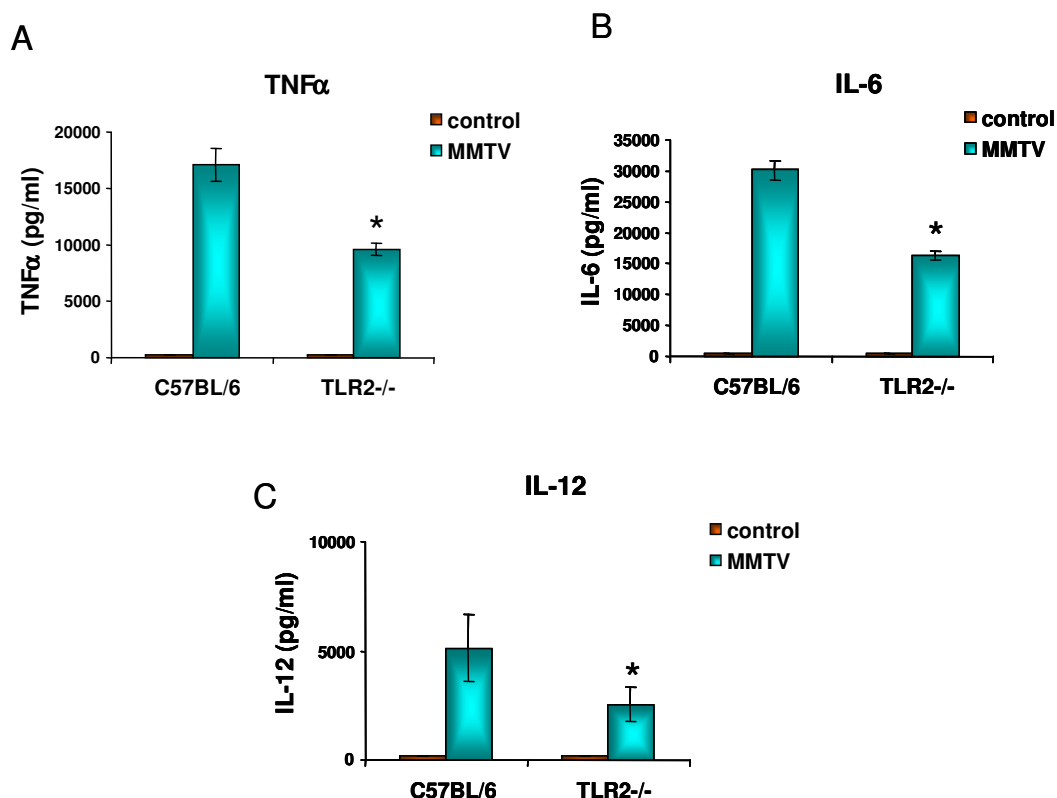 A
TNFα
control
MMTV
TNFα (pg/ml)
20000
15000
10000
5000
0
*
C57BL/6
TLR2-/-
B
IL-6
control
MMTV
IL-6 (pg/ml)
35000
30000
25000
20000
15000
10000
5000
0
*
C57BL/6
TLR2-/-
C
IL-12
control
MMTV
IL-12 (pg/ml)
10000
5000
0
*
C57BL/6
TLR2-/-